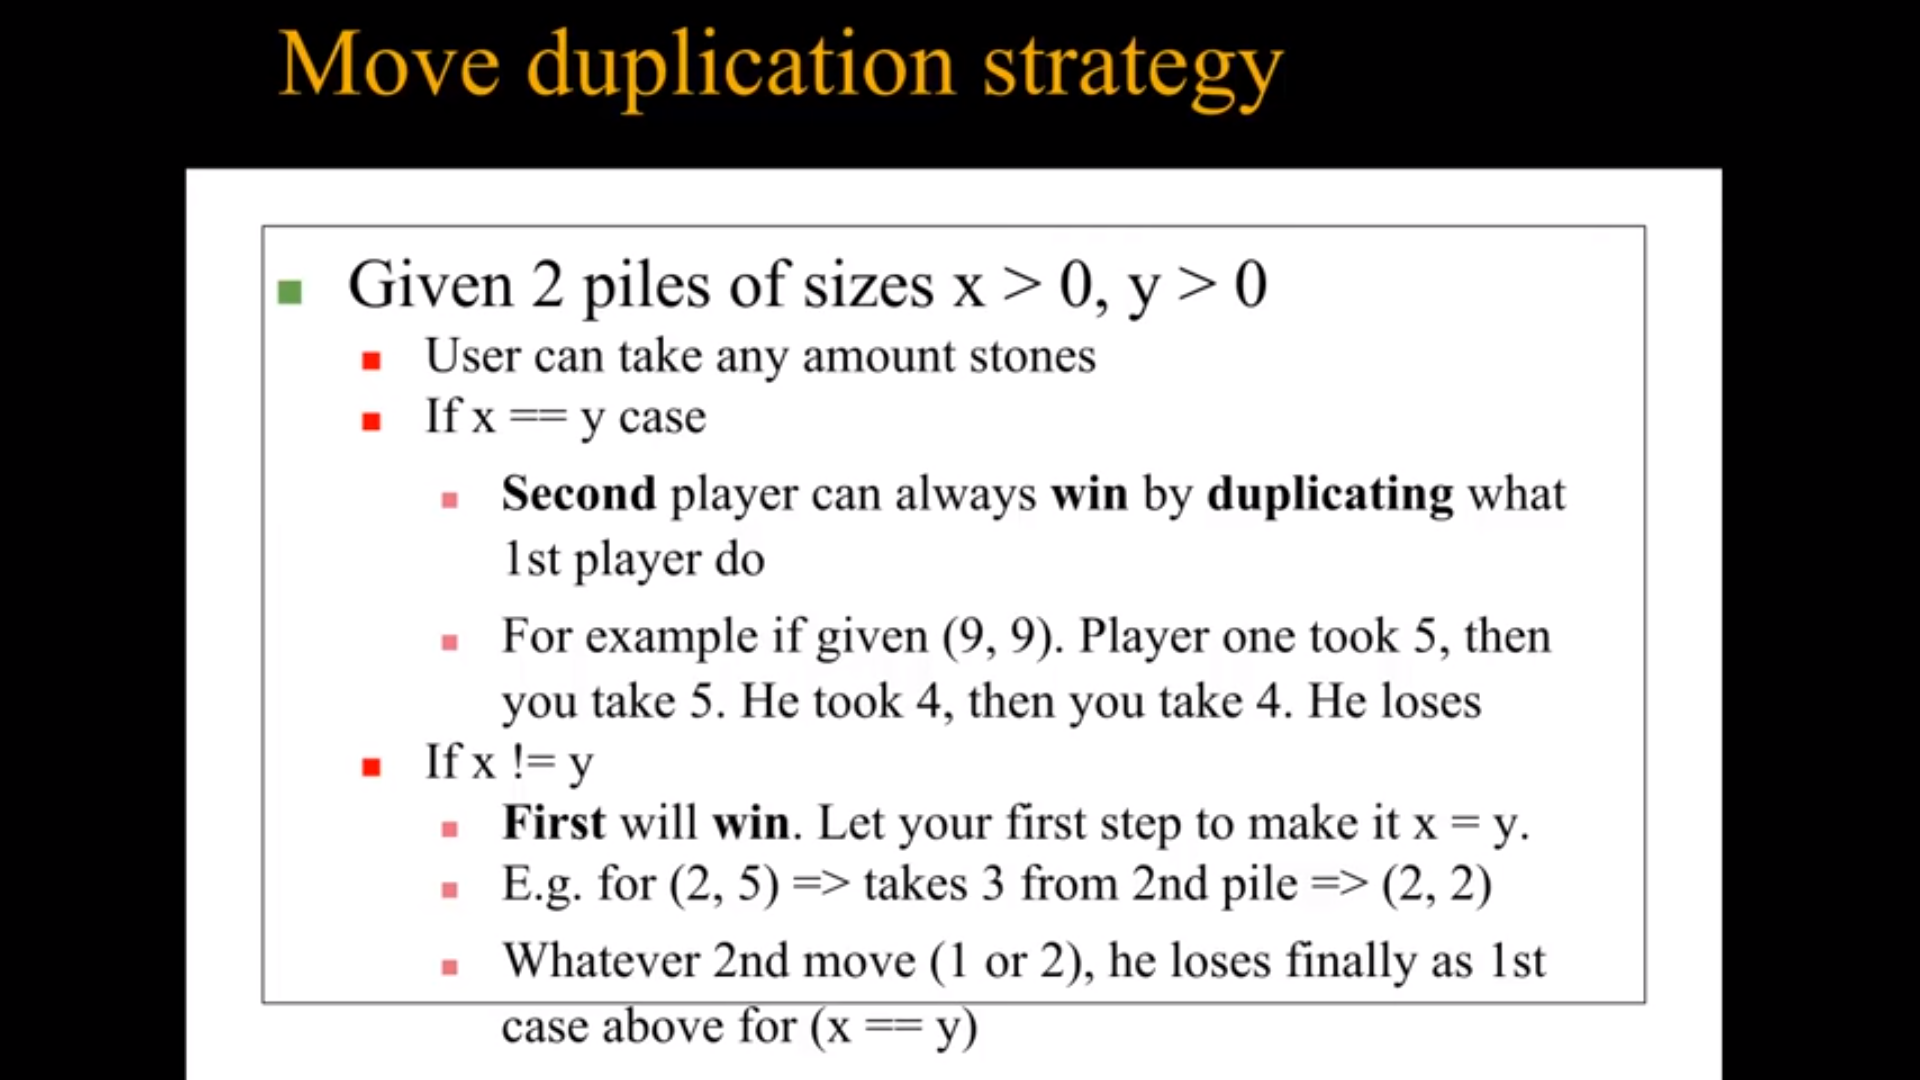 Move duplication strategy
Given 2 piles of sizes x > 0, y > 0
User can take any amount stones
If x == y case
Second player can always win by duplicating what
1st player do
For example if given (9, 9). Player one took 5, then
you take 5. He took 4, then you take 4. He loses
If x != y
First will win. Let your first step to make it x = y.
E.g. for (2, 5) => takes 3 from 2nd pile => (2, 2)
Whatever 2nd move (1 or 2), he loses finally as 1st
case above for (x == y)